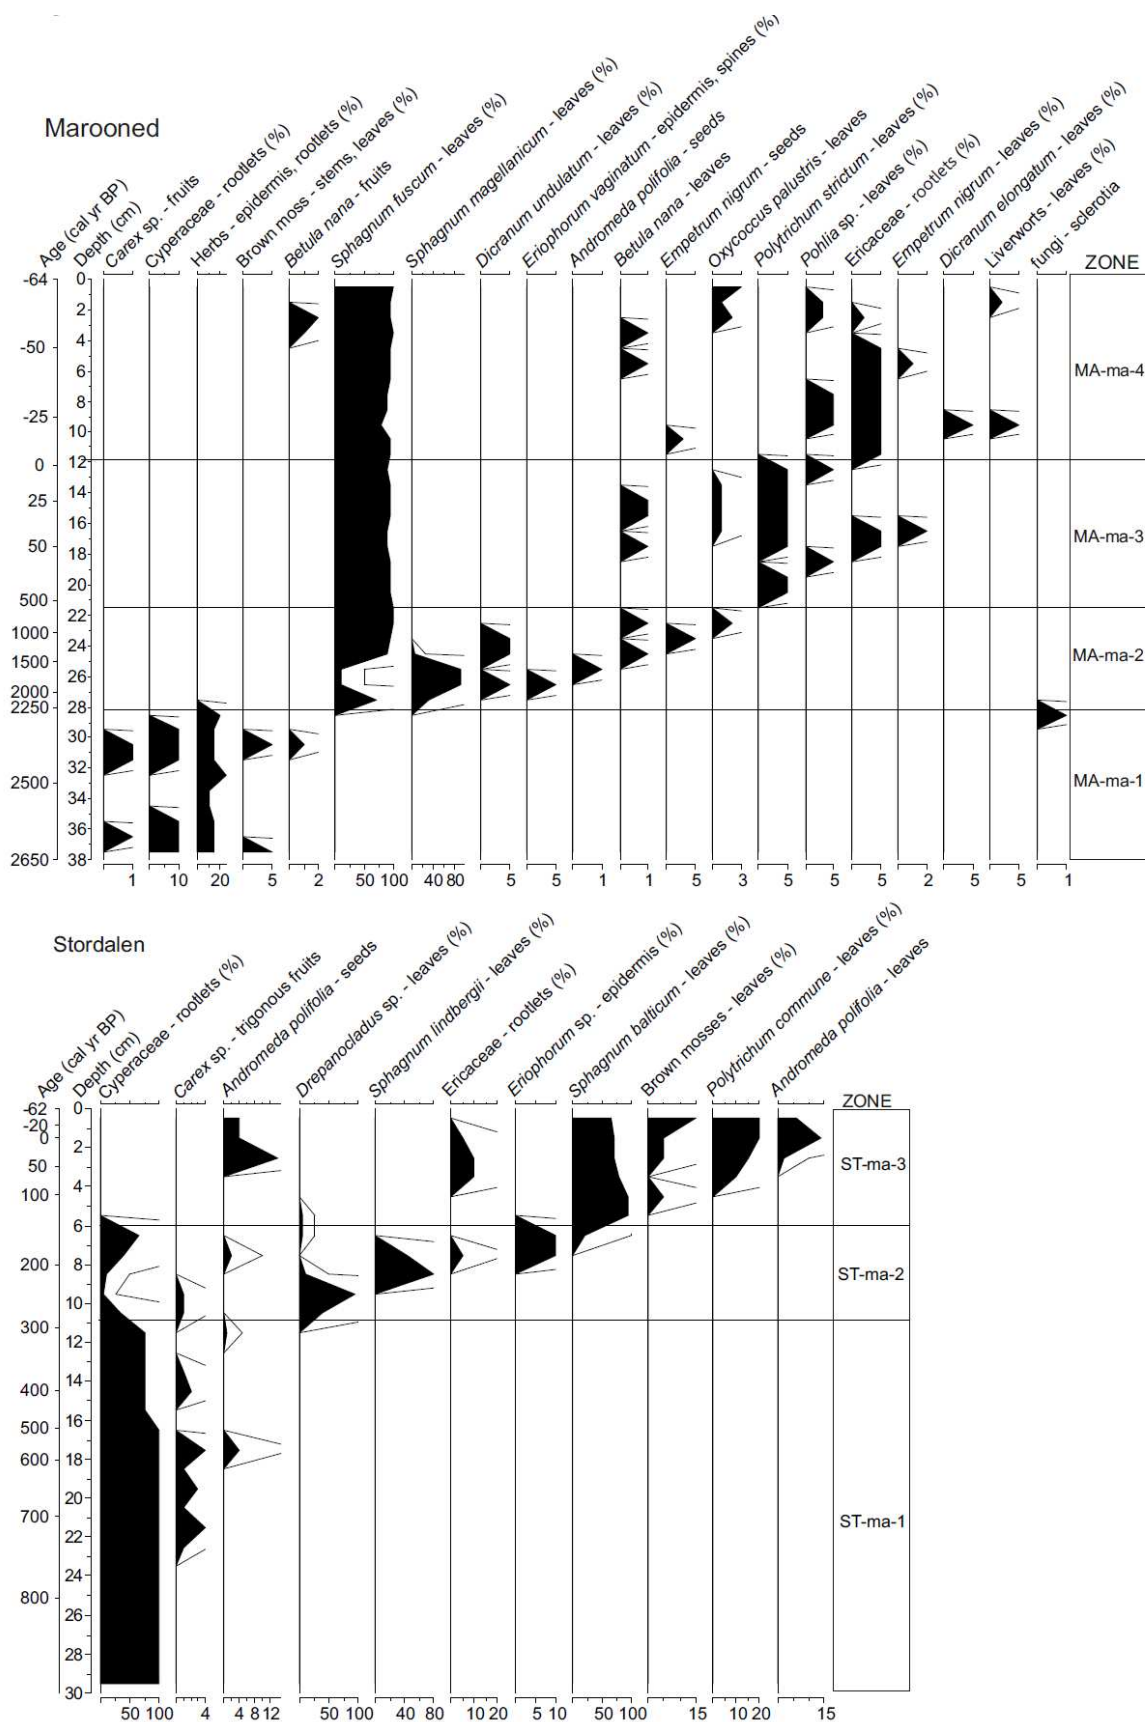 Marooned
Age (cal yr BP)
Depth (cm)
Carex sp. - fruits
Cyperaceae - rootlets (%)
Herbs - epidermis, rootlets (%)
Brown moss - stems, leaves (%)
Betula nana - fruits
Sphagnum fuscum - leaves (%)
Sphagnum magellanicum - leaves (%)
Dicranum undulatum - leaves (%)
Eriophorum vaginatum - epidermis, spines (%)
Andromeda polifolia - seeds
Betula nana - leaves
Empetrum nigrum - seeds
Oxycoccus palustris - leaves
Polytrichum strictum - leaves (%)
Pohlia sp. - leaves (%)
Ericaceae - rootlets (%)
Empetrum nigrum - leaves (%)
Dicranum elongatum - leaves (%)
Liverworts - leaves (%)
fungi - sclerotia
ZONE
-64 0
2
4
-50
6
8
-25
10
0 12
14
25
16
50
18
20
500
22
1000
24
1500
26
2000
2250 28
30
32
2500
34
36
2650 38
MA-ma-4
MA-ma-3
MA-ma-2
MA-ma-1
1 10 20 5 2 50 100 40 80 5 5 1 1 5 3 5 5 5 2 5 5 1
Stordalen
Age (cal yr BP)
Depth (cm)
Cyperaceae - rootlets (%)
Carex sp. - trigonous fruits
Andromeda polifolia - seeds
Drepanocladus sp. - leaves (%)
Sphagnum lindbergii - leaves (%)
Ericaceae - rootlets (%)
Eriophorum sp. - epidermis (%)
Sphagnum balticum - leaves (%)
Brown mosses - leaves (%)
Polytrichum commune - leaves (%)
Andromeda polifolia - leaves
ZONE
-62 0
-20
0
2
50
4
100
6
200 8
10
300
12
14
400
16
500
600 18
20
700
22
24
800
26
28
30
ST-ma-3
ST-ma-2
ST-ma-1
50 100 4 4 8 12 50 100 40 80 10 20 5 10 50 100 15 10 20 15